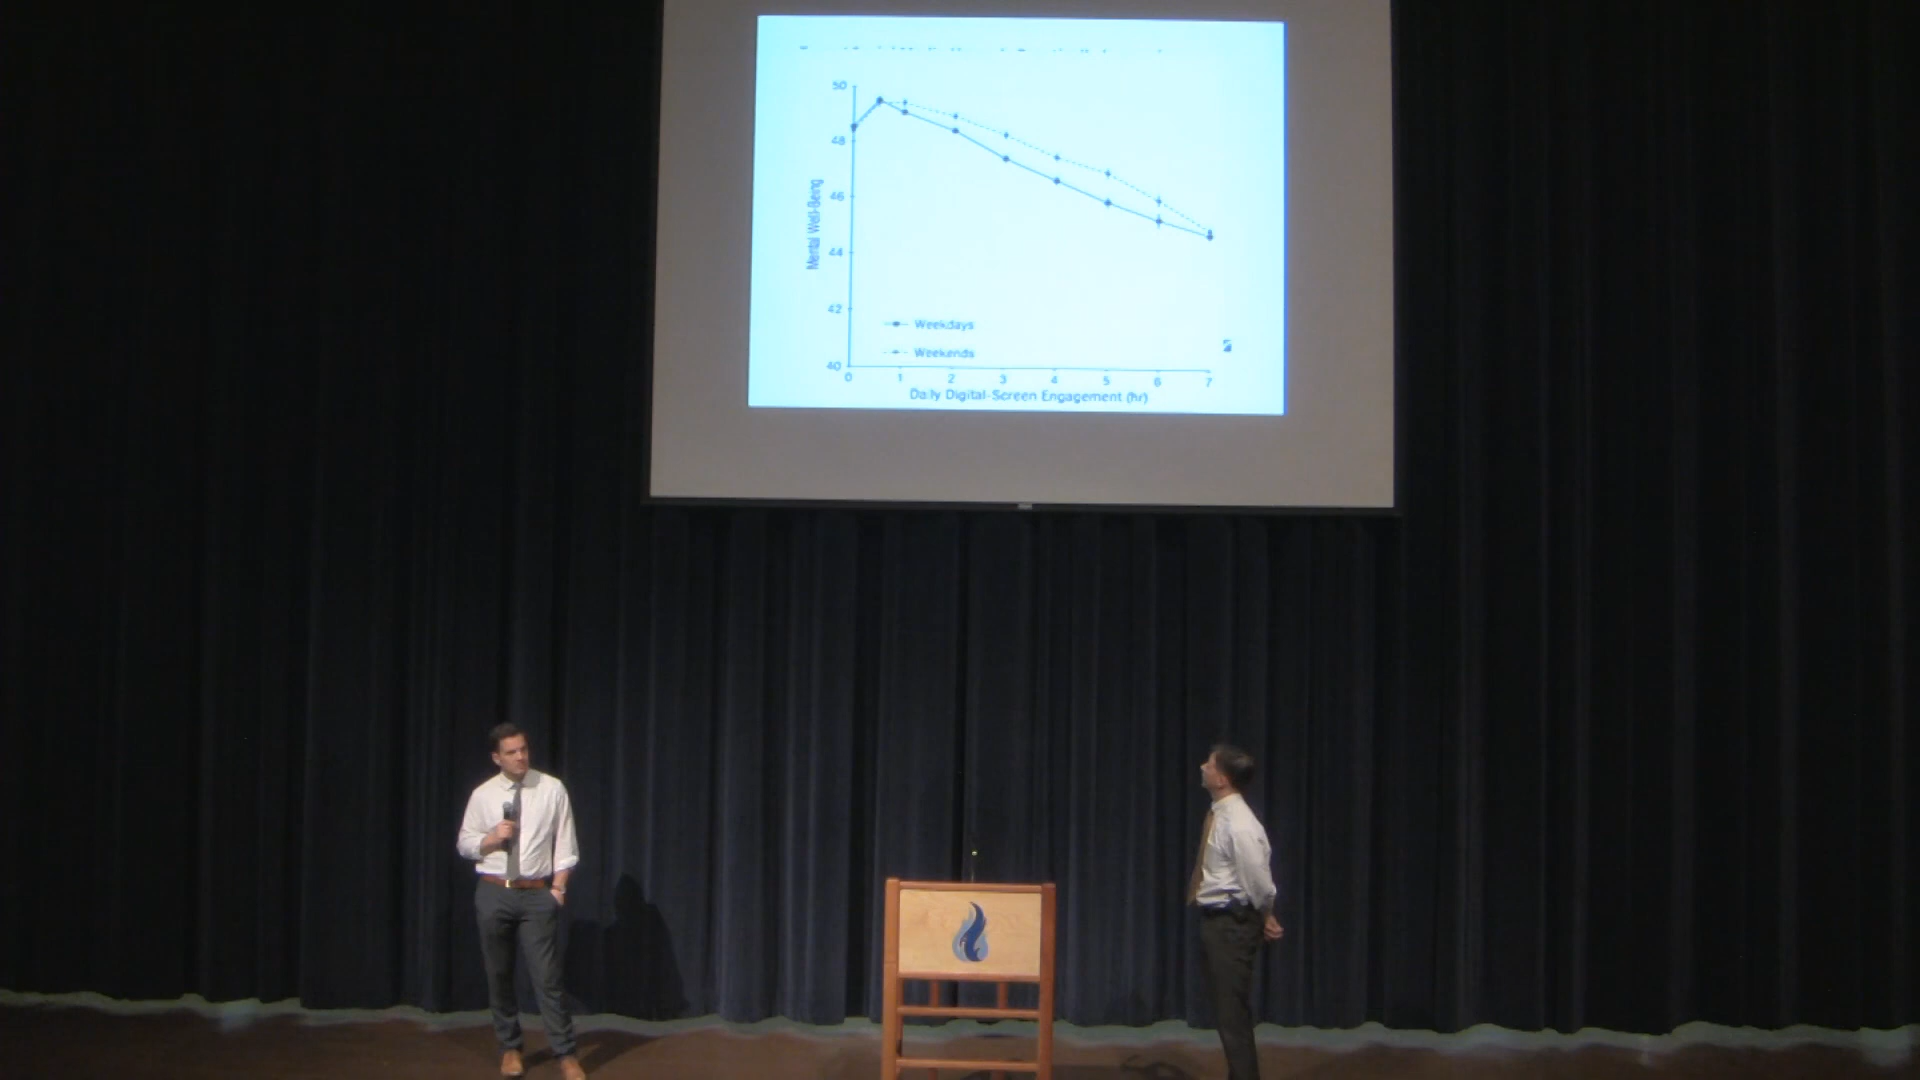 50
48
46
44
42
40
Mental Well-Being
Weekdays
Weekends
0 1 2 3 4 5 6 7
Daily Digital-Screen Engagement (hr)